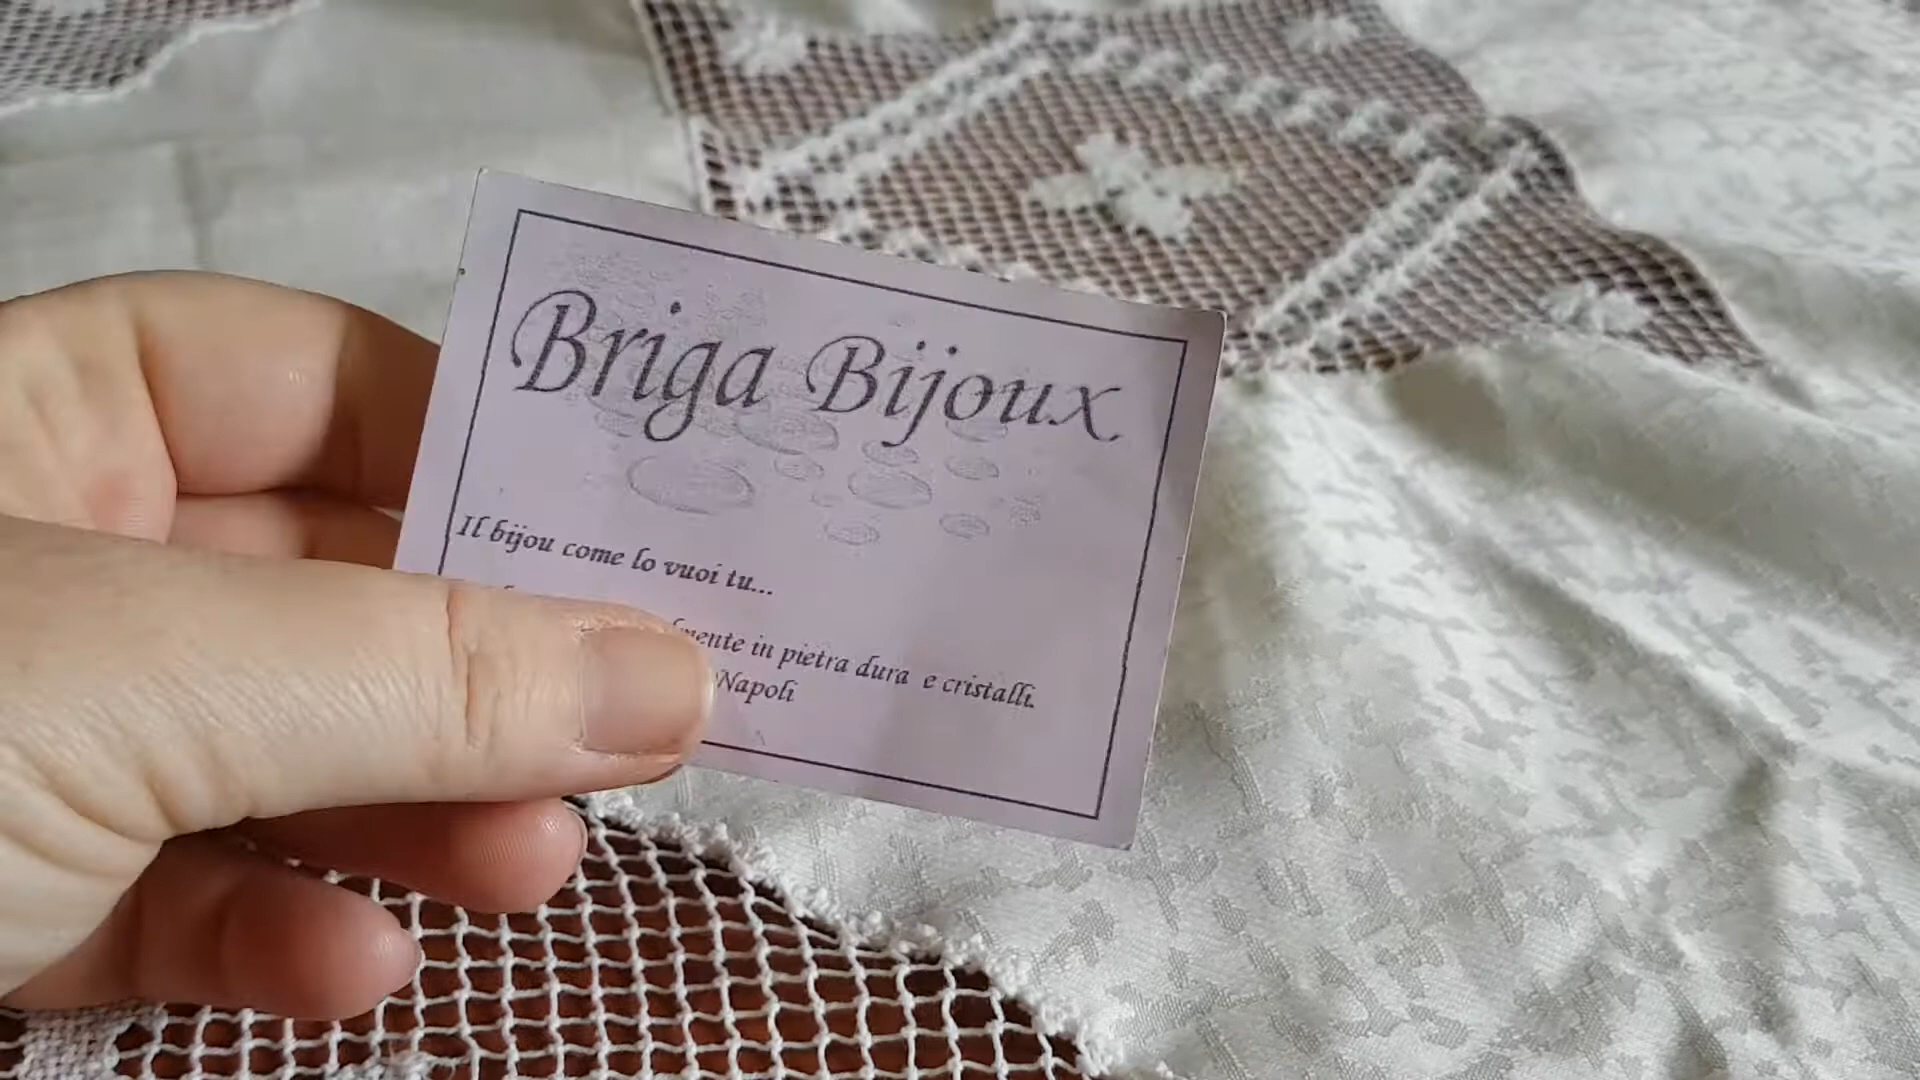 Briga Bijoux
Il bijou come lo vuoi tu...
in pietra dura e cristalli.
Napoli